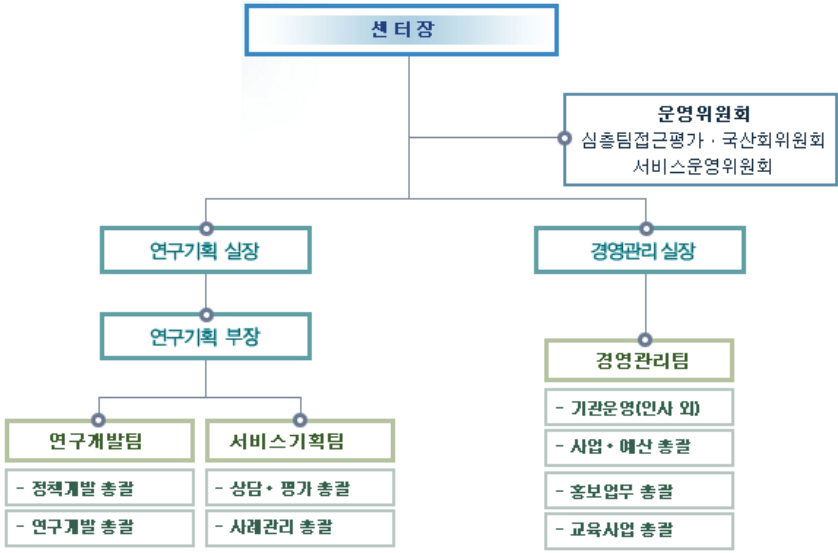 센터장
운영위원회
심층팀접근평가 · 국산회위원회
서비스운영위원회
연구기획 실장
경영관리 실장
연구기획 부장
경영관리팀
- 기관운영(인사 외)
- 사업 · 예산 총괄
- 홍보업무 총괄
- 교육사업 총괄
연구개발팀
- 정책개발 총괄
- 연구개발 총괄
서비스기획팀
- 상담 · 평가 총괄
- 사례관리 총괄